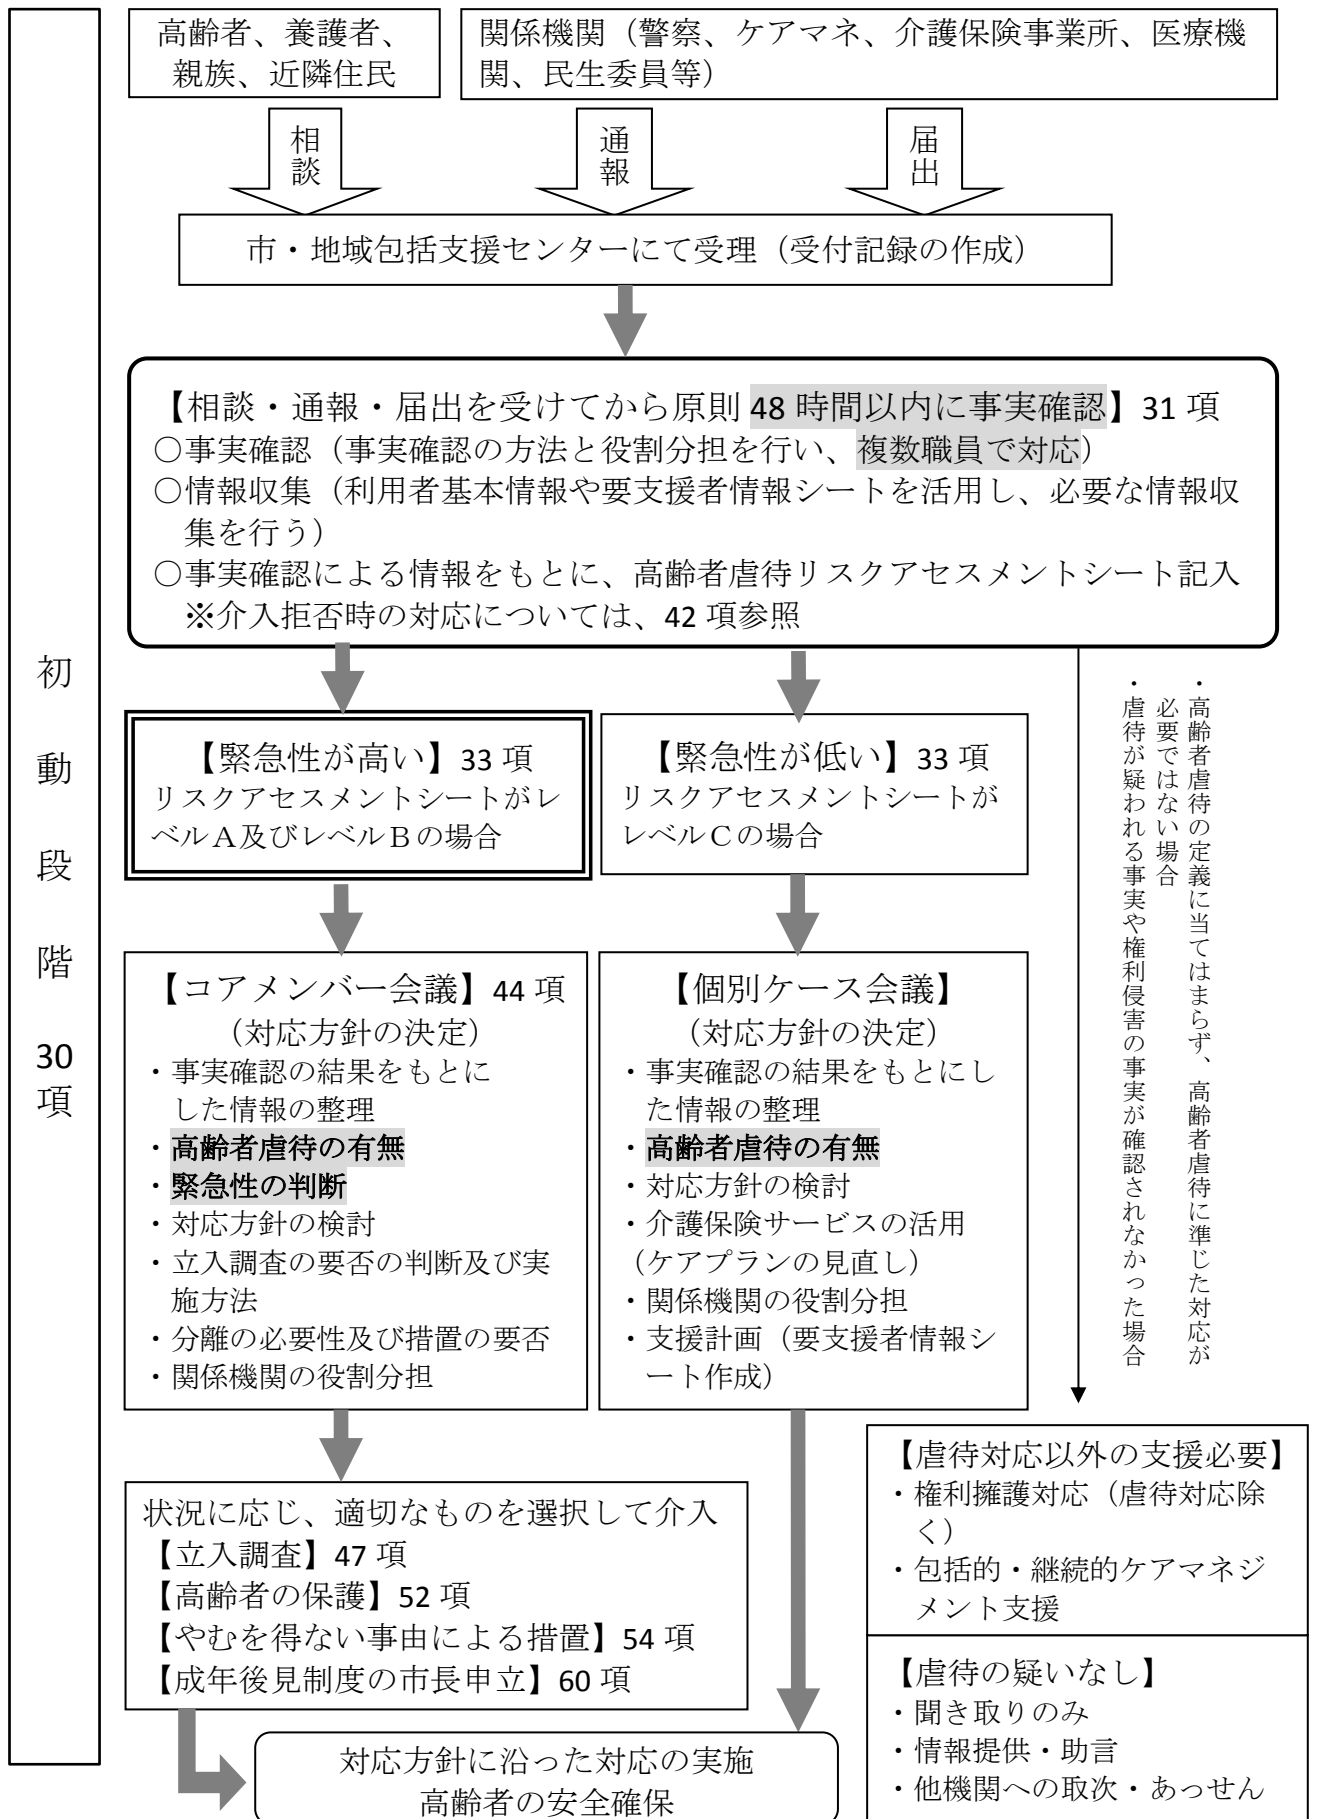 高齢者、養護者、
親族、近隣住民
関係機関（警察、ケアマネ、介護保険事業所、医療機
関、民生委員等）
相談
通報
届出
市・地域包括支援センターにて受理（受付記録の作成）
【相談・通報・届出を受けてから原則 48 時間以内に事実確認】31 項
〇事実確認（事実確認の方法と役割分担を行い、複数職員で対応）
〇情報収集（利用者基本情報や要支援者情報シートを活用し、必要な情報収
集を行う）
〇事実確認による情報をもとに、高齢者虐待リスクアセスメントシート記入
※介入拒否時の対応については、42 項参照
初動段階 30 項
【緊急性が高い】33 項
リスクアセスメントシートがレ
ベルＡ及びレベルＢの場合
【緊急性が低い】33 項
リスクアセスメントシートが
レベルＣの場合
・高齢者虐待の定義に当てはまらず、高齢者虐待に準じた対応が
必要ではない場合
・虐待が疑われる事実や権利侵害の事実が確認されなかった場合
【コアメンバー会議】44 項
（対応方針の決定）
・事実確認の結果をもとに
した情報の整理
・高齢者虐待の有無
・緊急性の判断
・対応方針の検討
・立入調査の要否の判断及び実
施方法
・分離の必要性及び措置の要否
・関係機関の役割分担
【個別ケース会議】
（対応方針の決定）
・事実確認の結果をもとにし
た情報の整理
・高齢者虐待の有無
・対応方針の検討
・介護保険サービスの活用
（ケアプランの見直し）
・関係機関の役割分担
・支援計画（要支援者情報シ
ート作成）
状況に応じ、適切なものを選択して介入
【立入調査】47 項
【高齢者の保護】52 項
【やむを得ない事由による措置】54 項
【成年後見制度の市長申立】60 項
【虐待対応以外の支援必要】
・権利擁護対応（虐待対応除
く）
・包括的・継続的ケアマネジ
メント支援
【虐待の疑いなし】
・聞き取りのみ
・情報提供・助言
・他機関への取次・あっせん
対応方針に沿った対応の実施
高齢者の安全確保